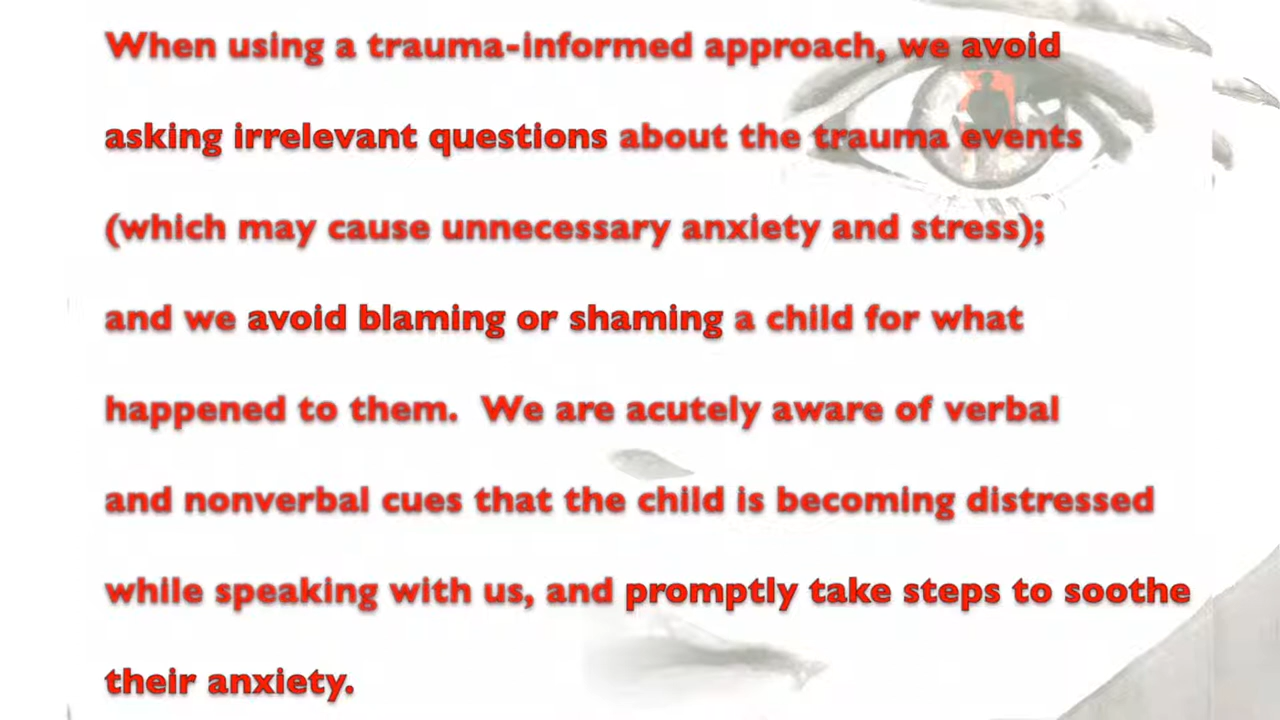 When using a trauma-informed approach, we avoid
asking irrelevant questions about the trauma events
(which may cause unnecessary anxiety and stress);
and we avoid blaming or shaming a child for what
happened to them.  We are acutely aware of verbal
and nonverbal cues that the child is becoming distressed
while speaking with us, and promptly take steps to soothe
their anxiety.